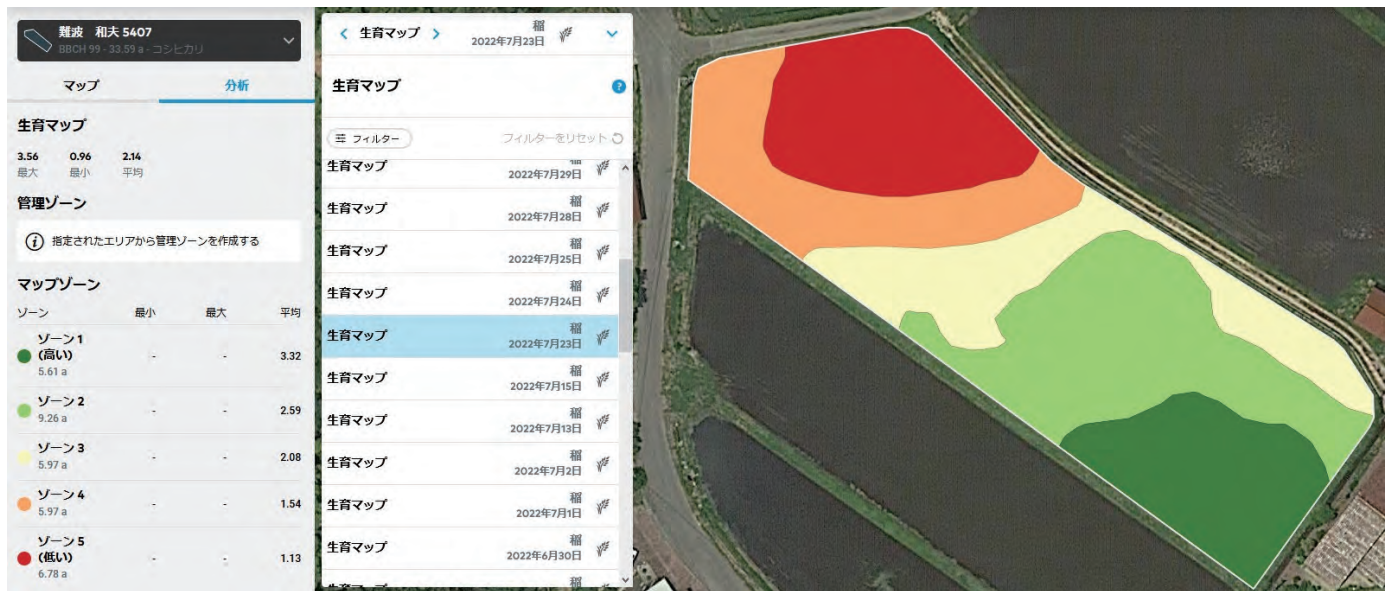 難波 和夫 5407
BBCH 99 - 33.59 a - コシヒカリ
マップ
分析
生育マップ
3.56 0.96 2.14
最大 最小 平均
管理ゾーン
指定されたエリアから管理ゾーンを作成する
マップゾーン
ゾーン 最小 最大 平均
ゾーン 1
(高い) - - 3.32
5.61 a
ゾーン 2 - - 2.59
9.26 a
ゾーン 3 - - 2.08
5.97 a
ゾーン 4 - - 1.54
5.97 a
ゾーン 5
(低い) - - 1.13
6.78 a
生育マップ
稲
2022年7月23日
生育マップ
?
フィルター
フィルターをリセット
生育マップ
稲
2022年7月29日
生育マップ
稲
2022年7月28日
生育マップ
稲
2022年7月25日
生育マップ
稲
2022年7月24日
生育マップ
稲
2022年7月23日
生育マップ
稲
2022年7月15日
生育マップ
稲
2022年7月13日
生育マップ
稲
2022年7月2日
生育マップ
稲
2022年7月1日
生育マップ
稲
2022年6月30日
生育マップ
稲